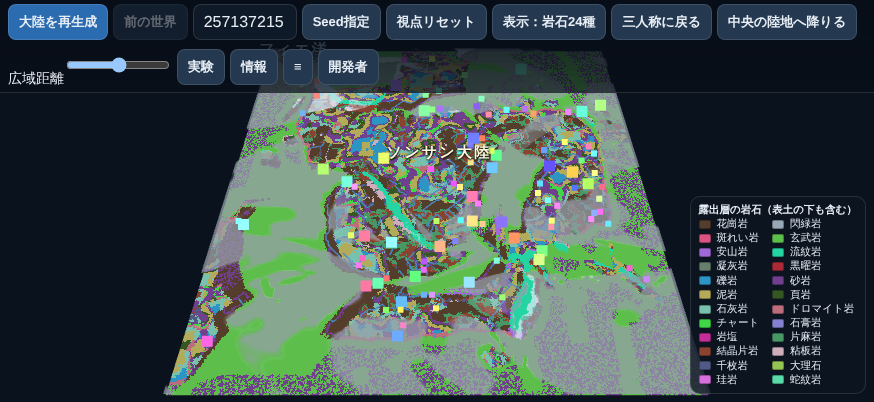 大陸を再生成 前の世界 257137215 Seed指定 視点リセット 表示：岩石24種 三人称に戻る 中央の陸地へ降りる
広域距離 実験 情報 ≡ 開発者
ソンサン大陸
露出層の岩石（表土の下も含む）
花崗岩 閃緑岩
斑れい岩 玄武岩
安山岩 流紋岩
凝灰岩 黒曜岩
礫岩 砂岩
泥岩 頁岩
石灰岩 ドロマイト岩
チャート 石膏岩
岩塩 片麻岩
結晶片岩 粘板岩
千枚岩 大理石
珪岩 蛇紋岩